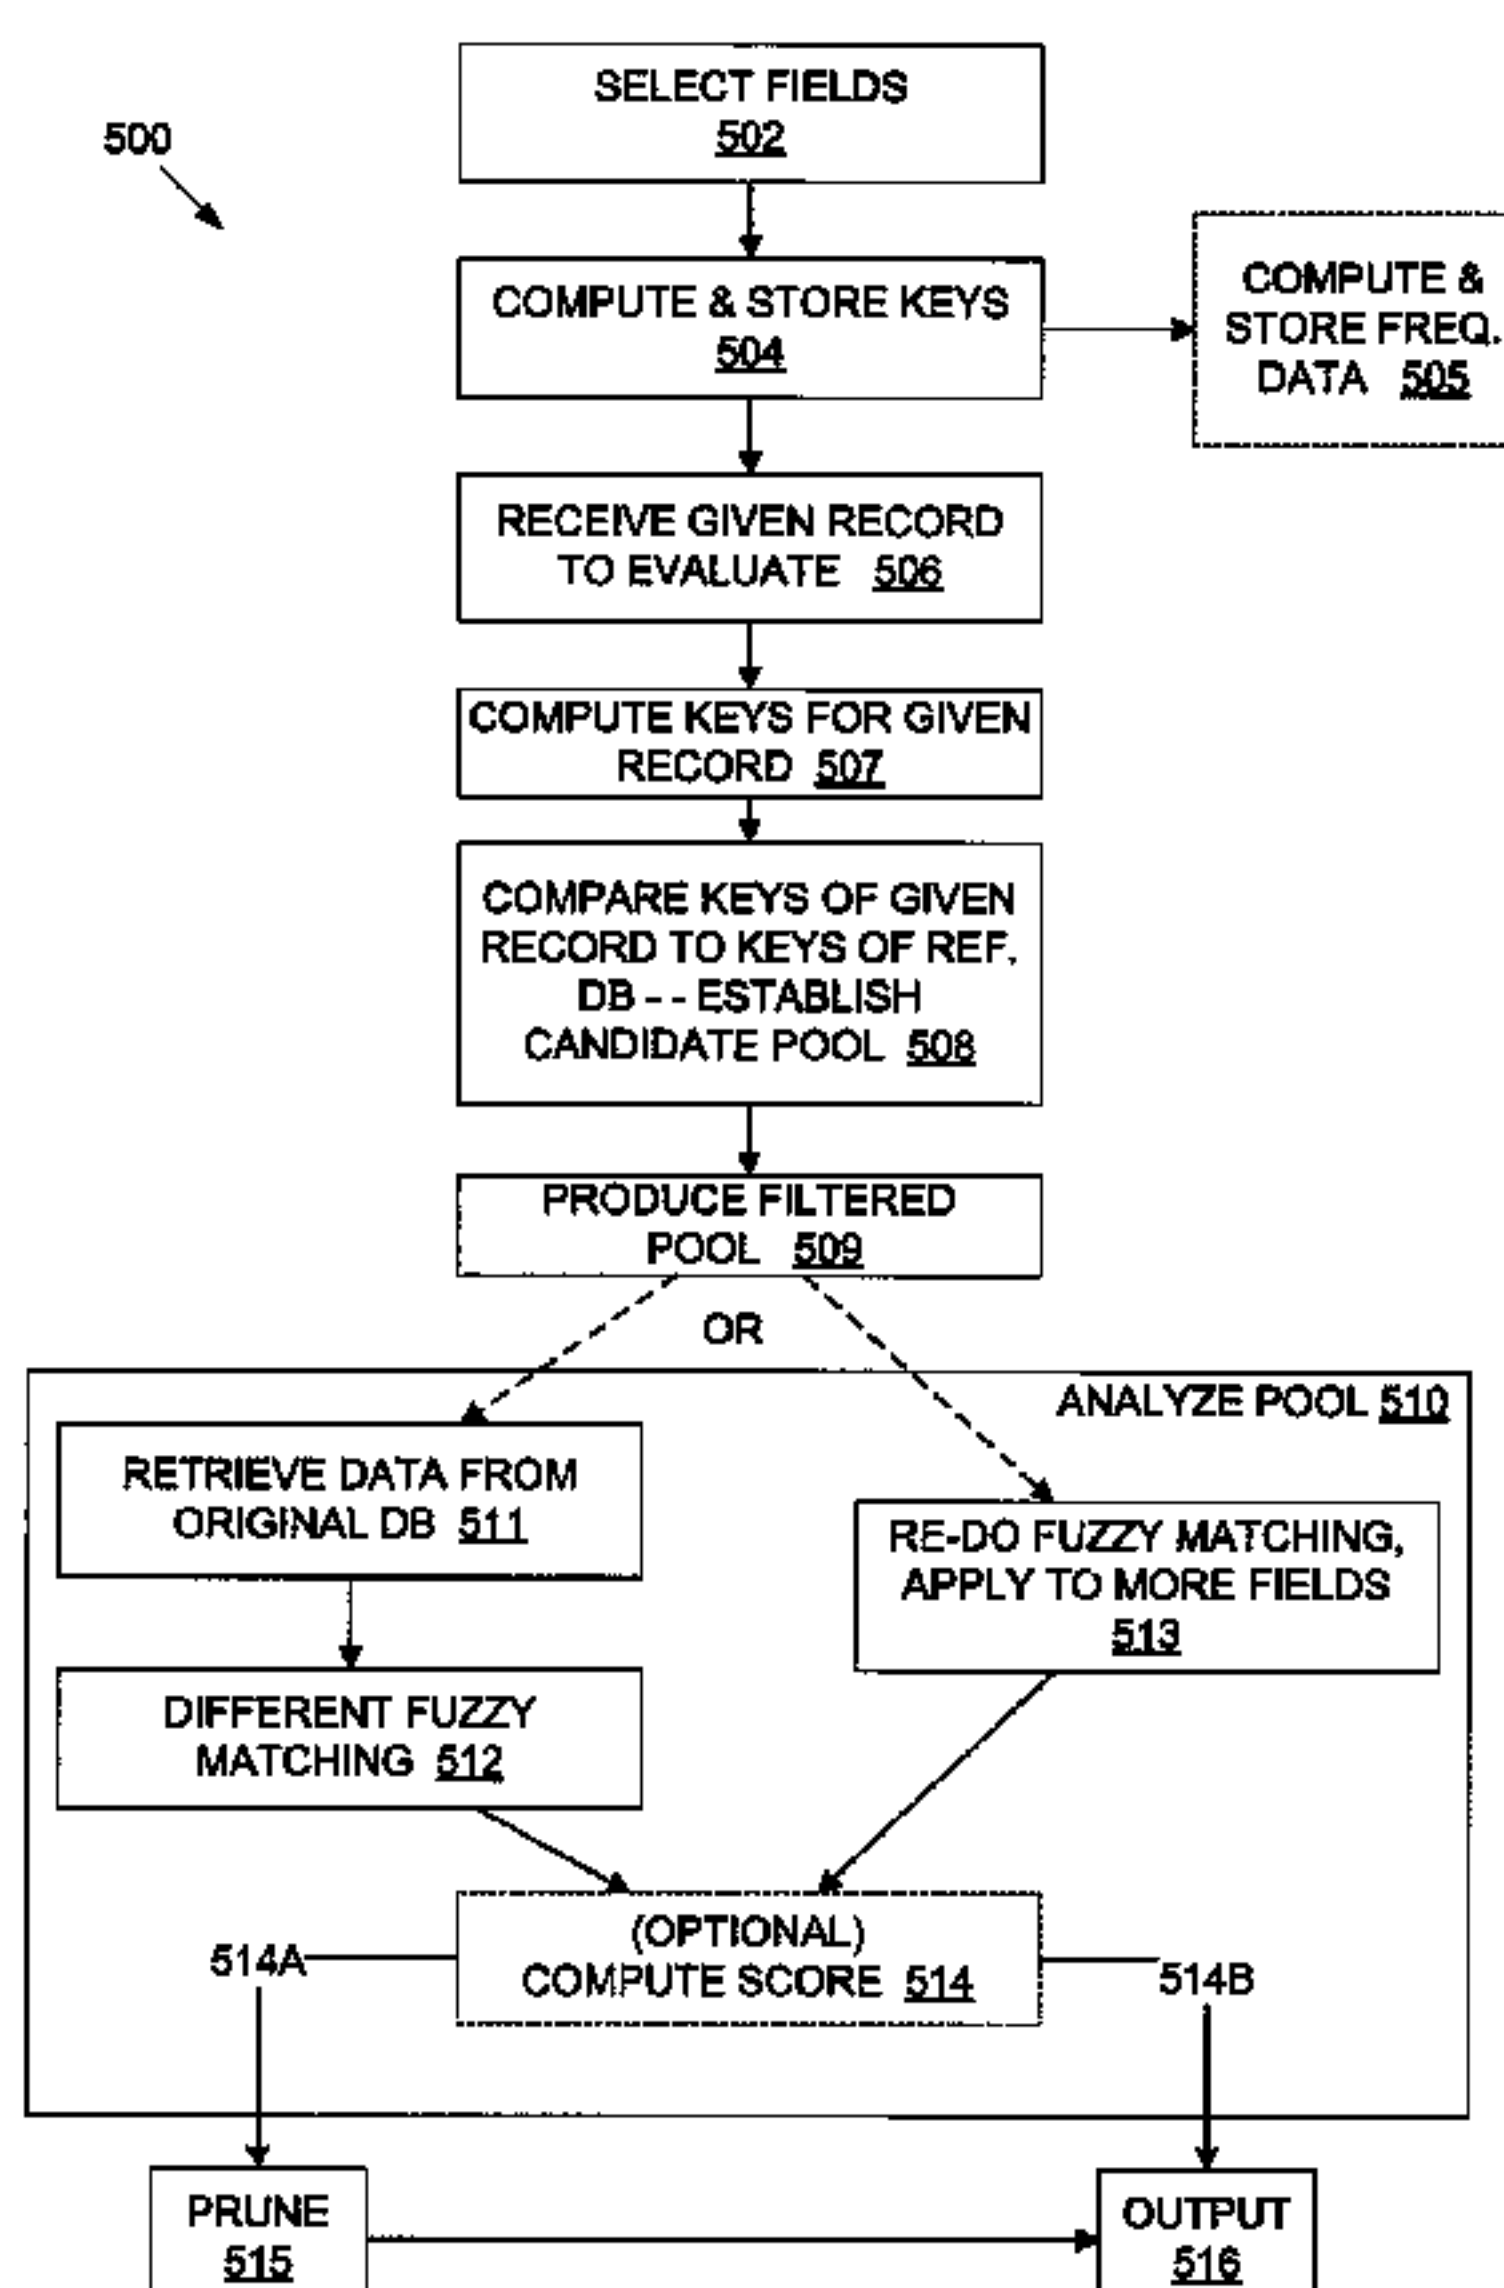 SELECT FIELDS
502
500
COMPUTE & STORE KEYS
504
COMPUTE &
STORE FREQ.
DATA 505
RECEIVE GIVEN RECORD
TO EVALUATE 506
COMPUTE KEYS FOR GIVEN
RECORD 507
COMPARE KEYS OF GIVEN
RECORD TO KEYS OF REF.
DB - - ESTABLISH
CANDIDATE POOL 508
PRODUCE FILTERED
POOL 509
OR
ANALYZE POOL 510
RETRIEVE DATA FROM
ORIGINAL DB 511
RE-DO FUZZY MATCHING,
APPLY TO MORE FIELDS
513
DIFFERENT FUZZY
MATCHING 512
(OPTIONAL)
COMPUTE SCORE 514
514A
514B
PRUNE
515
OUTPUT
516